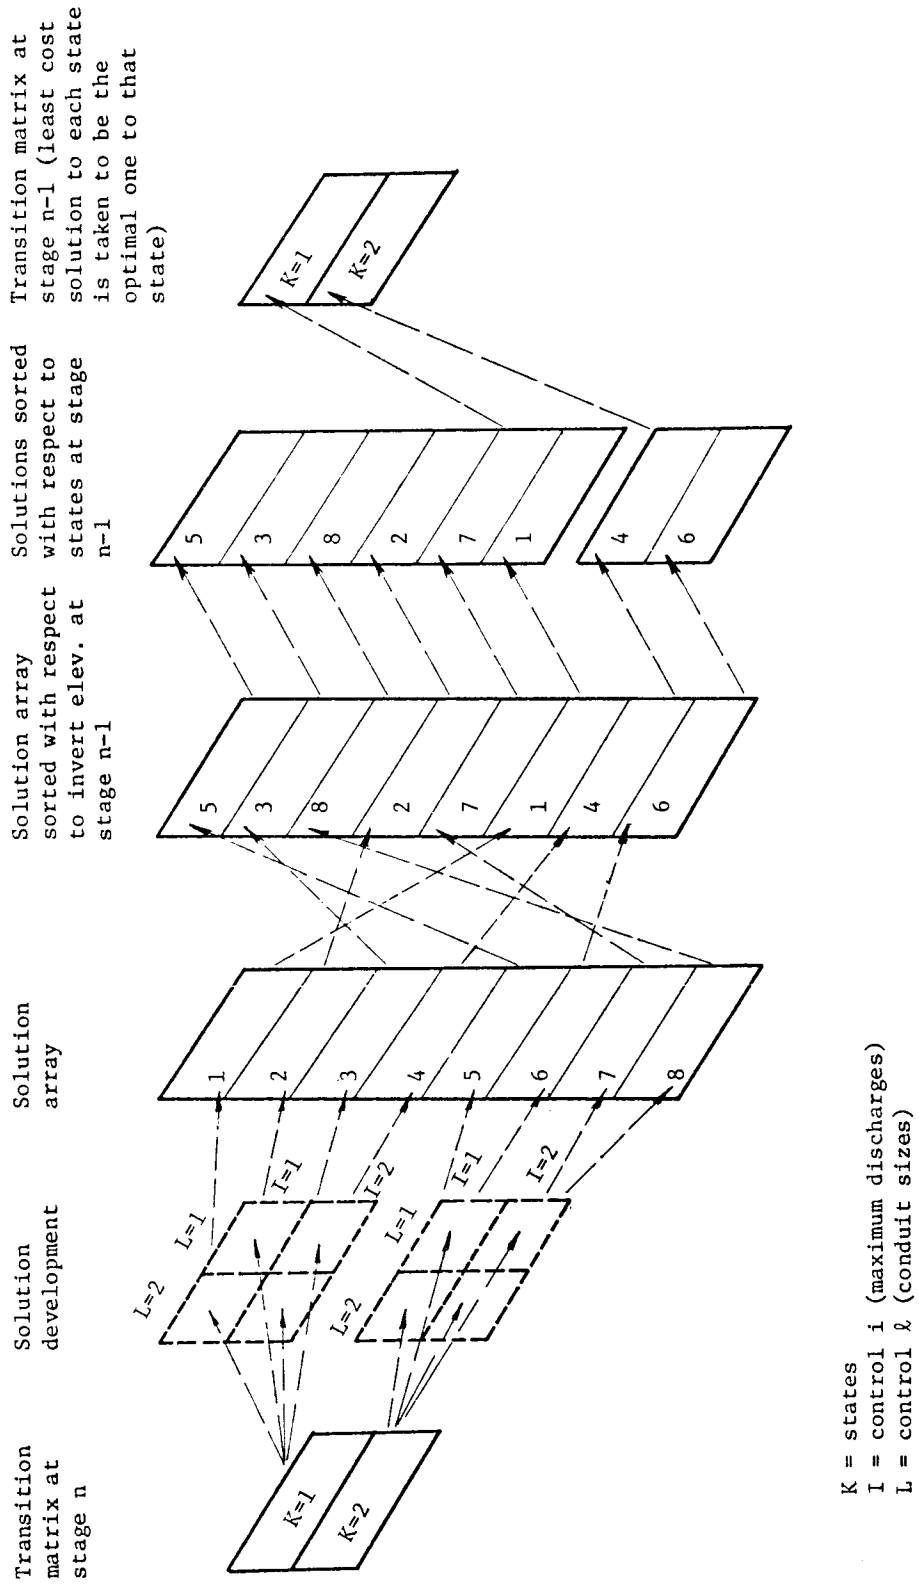 Transition
matrix at
stage n
Solution
development
Solution
array
Solution array
sorted with respect
to invert elev. at
stage n-1
Solutions sorted
with respect to
states at stage
n-1
Transition matrix at
stage n-1 (least cost
solution to each state
is taken to be the
optimal one to that
state)
K=1
K=2
L=2
L=1
I=1
I=2
L=2
L=1
I=1
I=2
1
2
3
4
5
6
7
8
5
3
8
2
7
1
4
6
5
3
8
2
7
1
4
6
K=1
K=2
K = states
I = control i (maximum discharges)
L = control ℓ (conduit sizes)